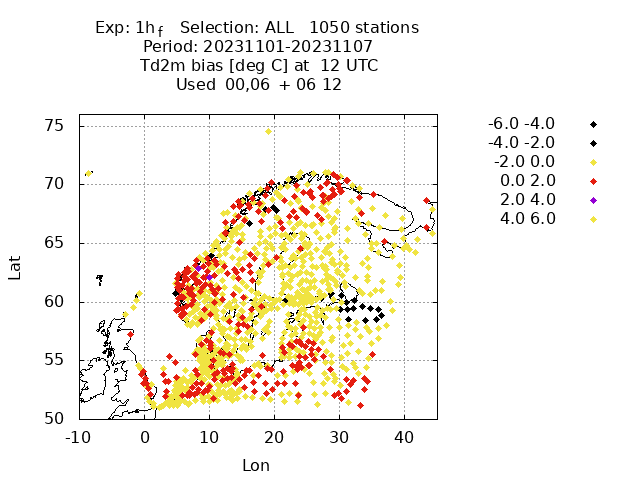 Exp: 1h_f Selection: ALL 1050 stations
Period: 20231101-20231107
Td2m bias [deg C] at 12 UTC
Used 00,06 + 06 12
-6.0 -4.0
-4.0 -2.0
-2.0 0.0
0.0 2.0
2.0 4.0
4.0 6.0
75
70
65
60
55
50
Lat
-10 0 10 20 30 40
Lon